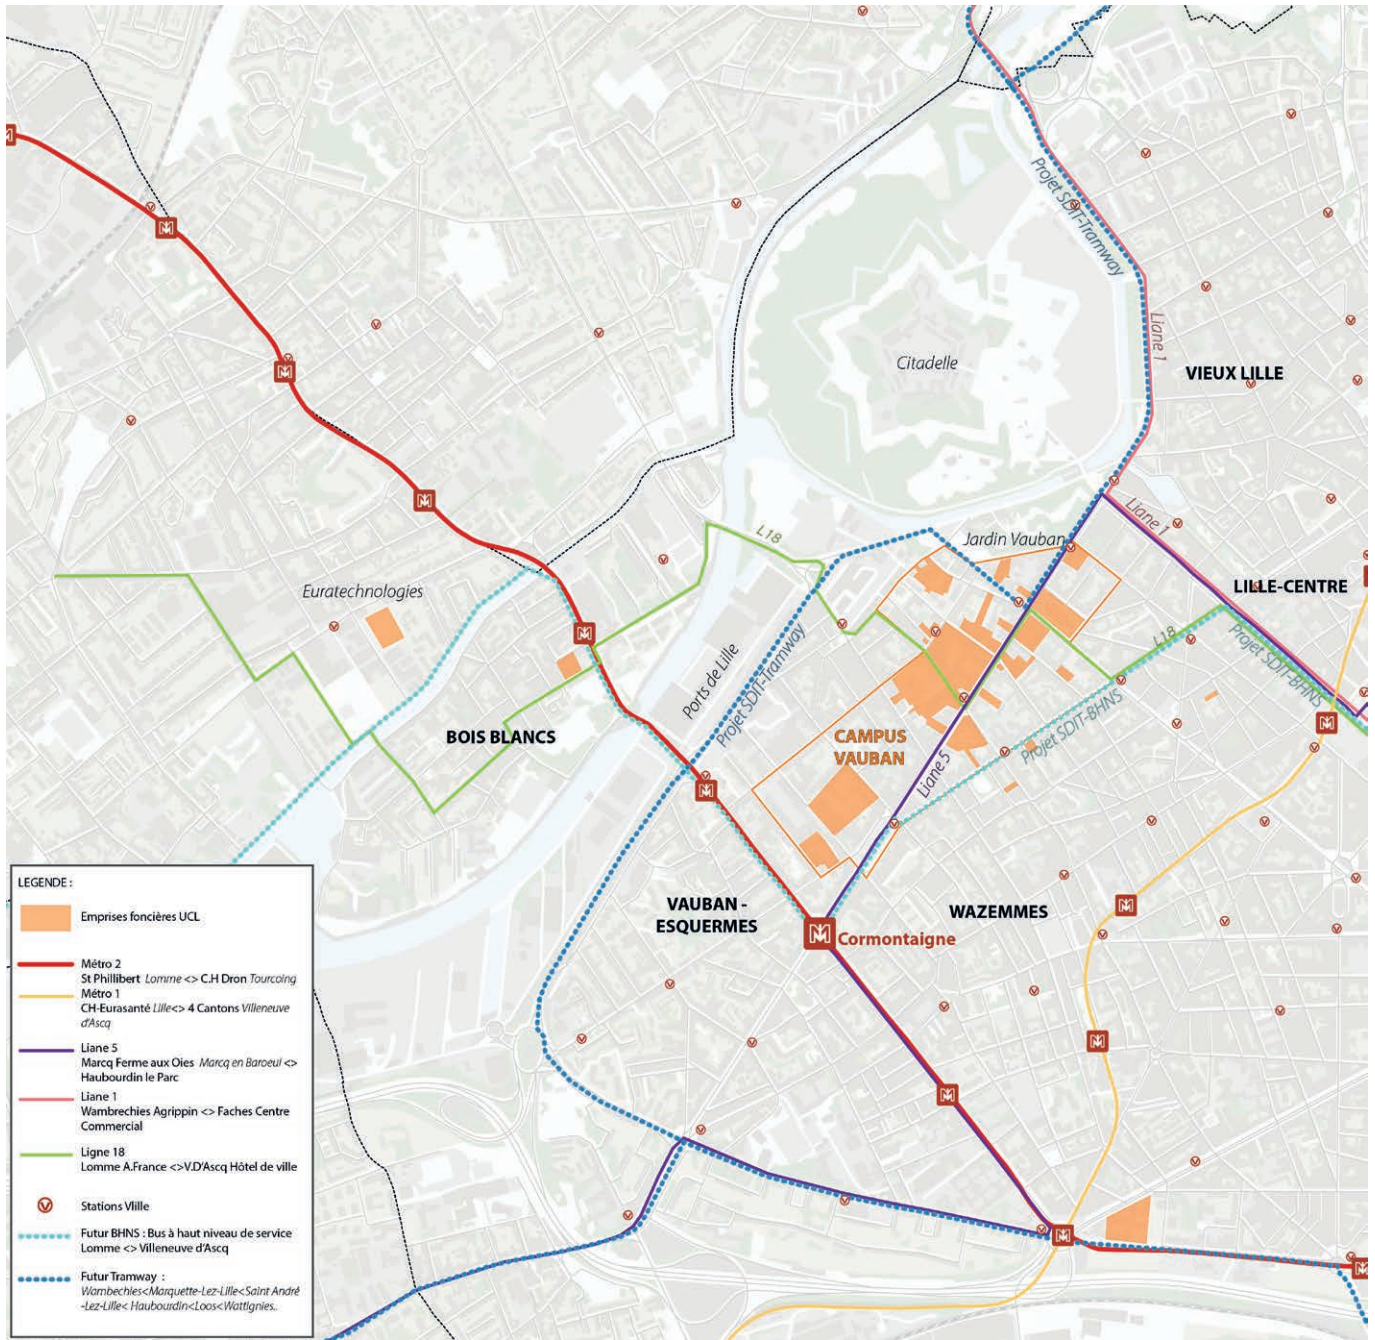 Projet SDIT-Tramway
Liane 1
Citadelle
VIEUX LILLE
Liane 1
L18
Jardin Vauban
LILLE-CENTRE
Euratechnologies
L18
Projet SDIT-BHNS
Ports de Lille
Projet SDIT-Tramway
BOIS BLANCS
CAMPUS
VAUBAN
Liane 5
Projet SDIT-BHNS
VAUBAN -
ESQUERMES
WAZEMMES
Cormontaigne
LEGENDE :
Emprises foncières UCL
Métro 2
St Phillibert Lomme <> C.H Dron Tourcoing
Métro 1
CH-Eurasanté Lille<> 4 Cantons Villeneuve
d'Ascq
Liane 5
Marcq Ferme aux Oies Marcq en Baroeul <>
Haubourdin le Parc
Liane 1
Wambrechies Agrippin <> Faches Centre
Commercial
Ligne 18
Lomme A.France <>V.D'Ascq Hôtel de ville
Stations Vlille
Futur BHNS : Bus à haut niveau de service
Lomme <> Villeneuve d'Ascq
Futur Tramway :
Wambechies<Marquette-Lez-Lille<Saint André
-Lez-Lille< Haubourdin<Loos<Wattignies..